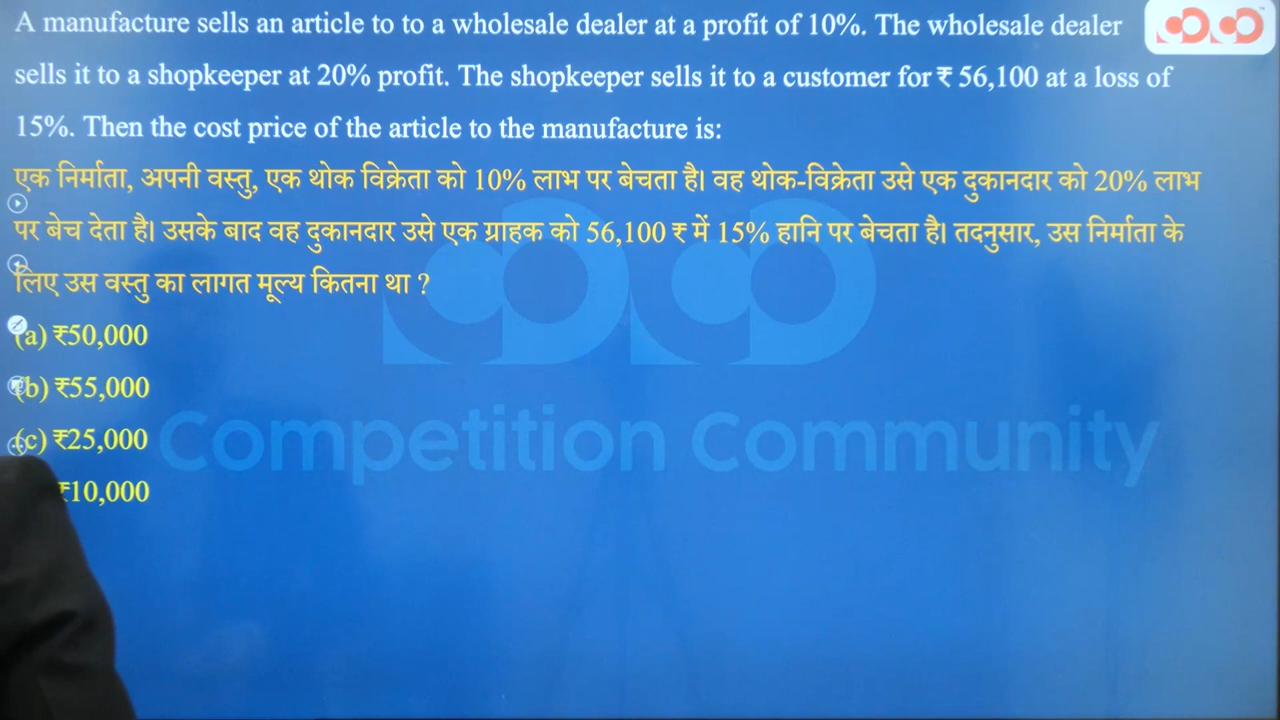 A manufacture sells an article to to a wholesale dealer at a profit of 10%. The wholesale dealer
sells it to a shopkeeper at 20% profit. The shopkeeper sells it to a customer for ₹ 56,100 at a loss of
15%. Then the cost price of the article to the manufacture is:
एक निर्माता, अपनी वस्तु, एक थोक विक्रेता को 10% लाभ पर बेचता है। वह थोक-विक्रेता उसे एक दुकानदार को 20% लाभ
पर बेच देता है। उसके बाद वह दुकानदार उसे एक ग्राहक को 56,100 ₹ में 15% हानि पर बेचता है। तदनुसार, उस निर्माता के
लिए उस वस्तु का लागत मूल्य कितना था ?
(a) ₹50,000
(b) ₹55,000
(c) ₹25,000
₹10,000
Competition Community